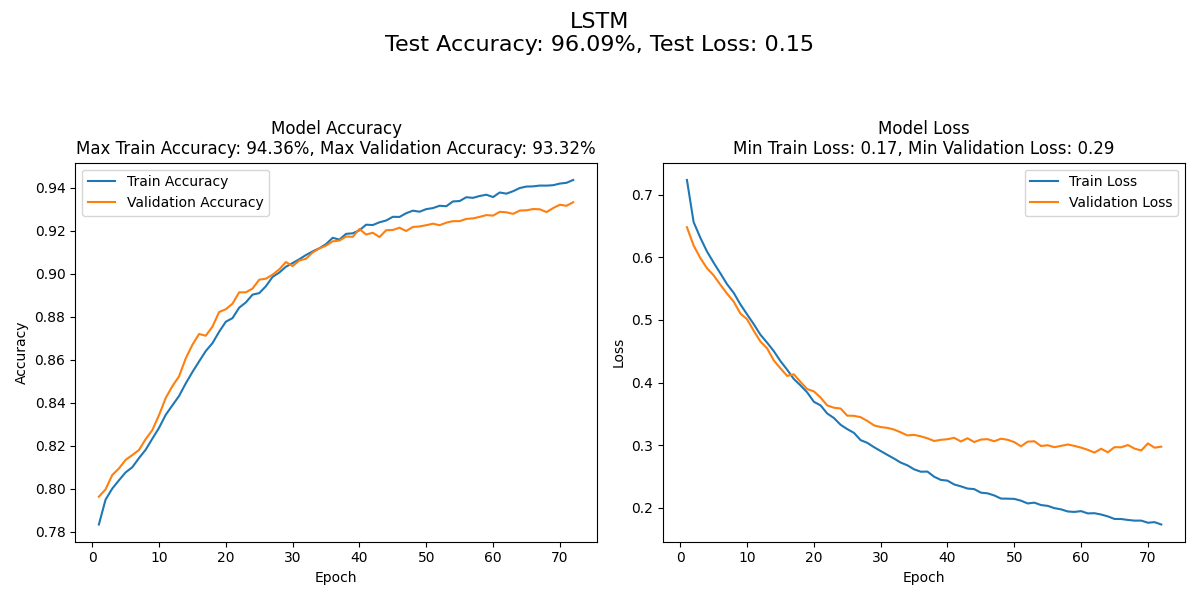 LSTM
Test Accuracy: 96.09%, Test Loss: 0.15
Model Accuracy
Max Train Accuracy: 94.36%, Max Validation Accuracy: 93.32%
Train Accuracy
Validation Accuracy
Accuracy
0.94
0.92
0.90
0.88
0.86
0.84
0.82
0.80
0.78
0 10 20 30 40 50 60 70
Epoch
Model Loss
Min Train Loss: 0.17, Min Validation Loss: 0.29
Train Loss
Validation Loss
Loss
0.7
0.6
0.5
0.4
0.3
0.2
0 10 20 30 40 50 60 70
Epoch